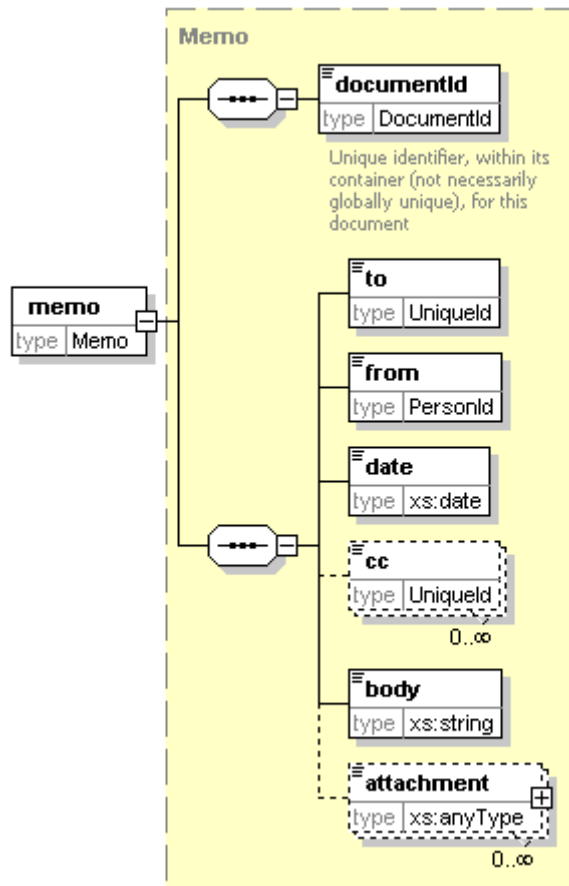 Memo
documentId
type DocumentId
Unique identifier, within its
container (not necessarily
globally unique), for this
document
memo
type Memo
to
type UniqueId
from
type PersonId
date
type xs:date
cc
type UniqueId
0..∞
body
type xs:string
attachment
type xs:anyType
0..∞